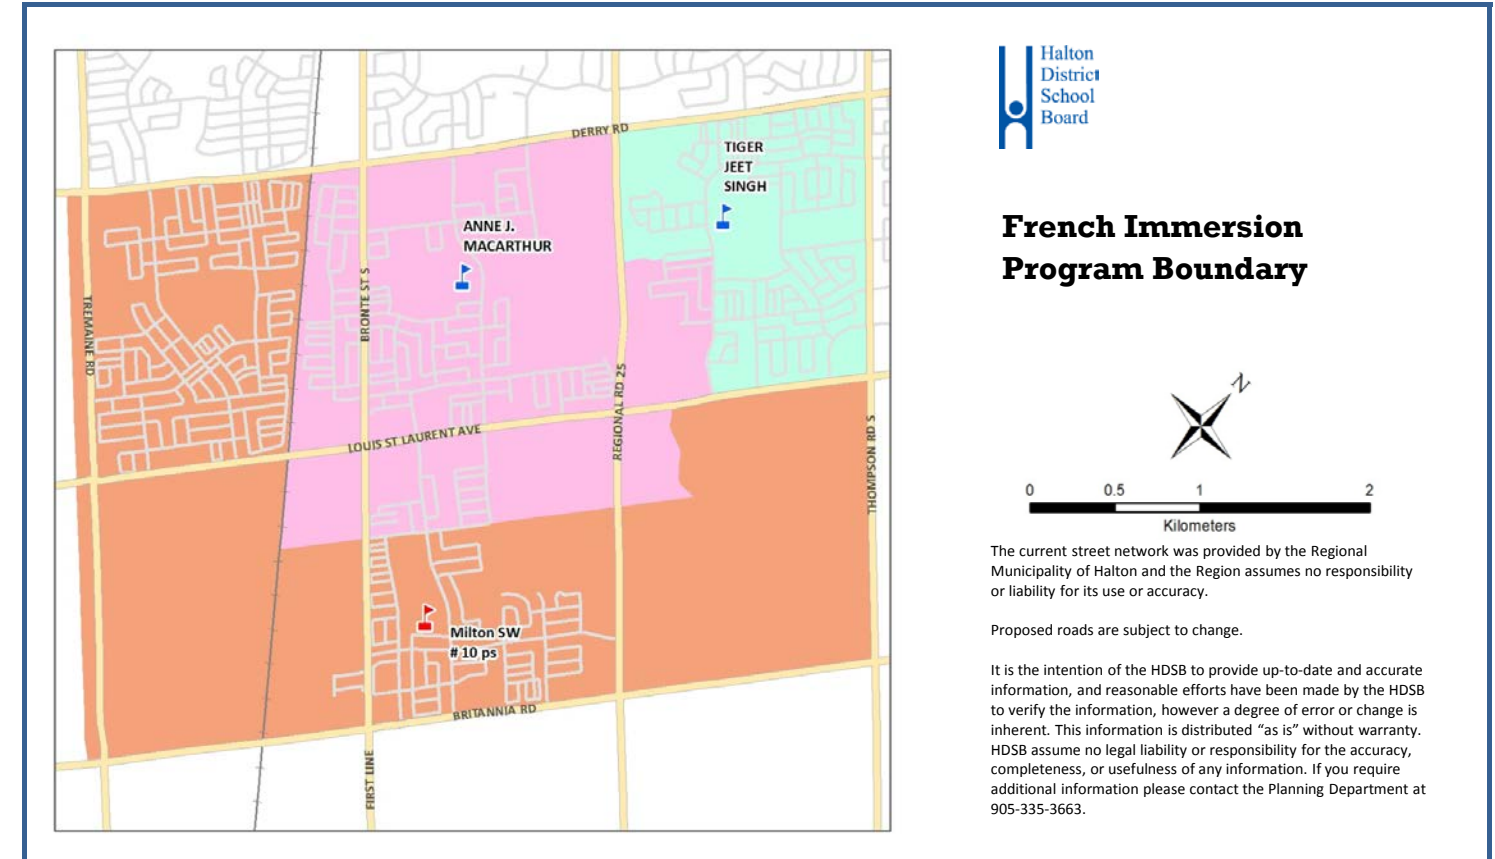 DERRY RD
TIGER
JEET
SINGH
ANNE J.
MACARTHUR
TREMAINE RD
BRONTE ST S
REGIONAL RD 25
LOUIS ST LAURENT AVE
THOMPSON RD S
Milton SW
# 10 ps
BRITANNIA RD
FIRST LINE
Halton
District
School
Board
French Immersion
Program Boundary
N
0 0.5 1 2
Kilometers
The current street network was provided by the Regional
Municipality of Halton and the Region assumes no responsibility
or liability for its use or accuracy.
Proposed roads are subject to change.
It is the intention of the HDSB to provide up-to-date and accurate
information, and reasonable efforts have been made by the HDSB
to verify the information, however a degree of error or change is
inherent. This information is distributed “as is” without warranty.
HDSB assume no legal liability or responsibility for the accuracy,
completeness, or usefulness of any information. If you require
additional information please contact the Planning Department at
905-335-3663.